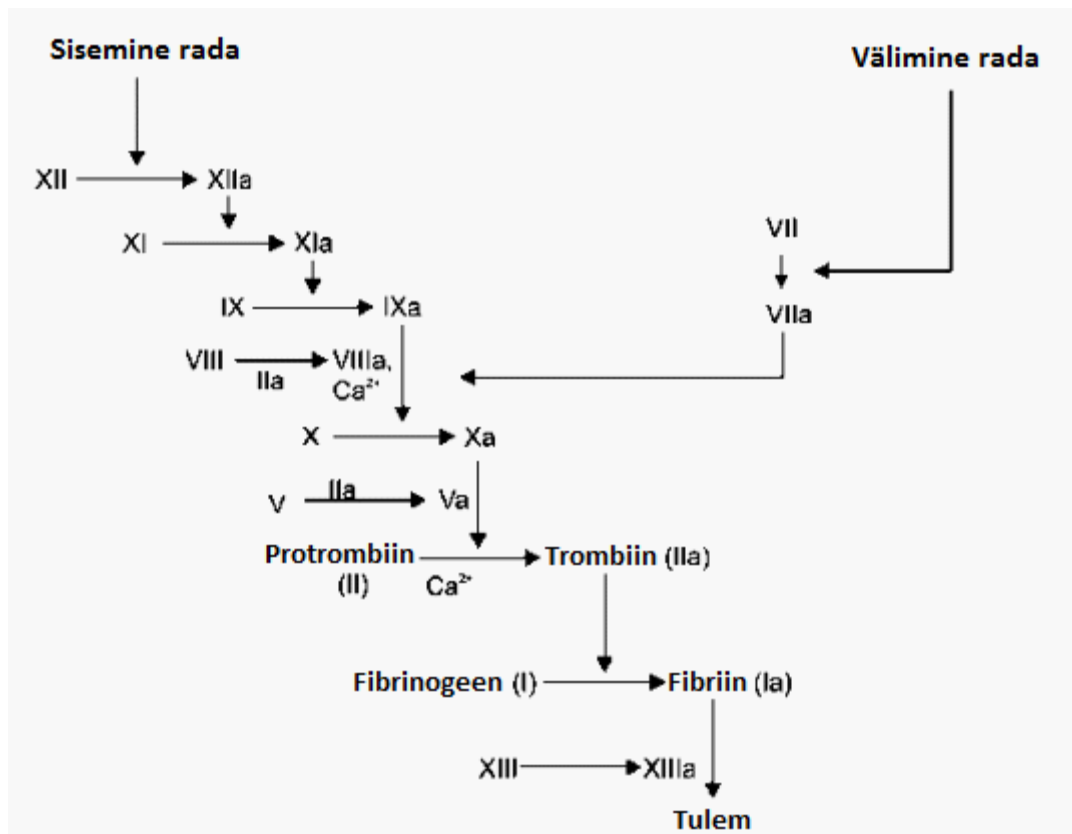 Sisemine rada
Välimine rada
XII XIIa
XI XIa
VII
IX IXa
VIIa
VIII VIIIa,
IIa Ca²⁺
X Xa
IIa
V Va
Protrombiin Trombiin (IIa)
(II) Ca²⁺
Fibrinogeen (I) Fibriin (Ia)
XIII XIIIa
Tulem